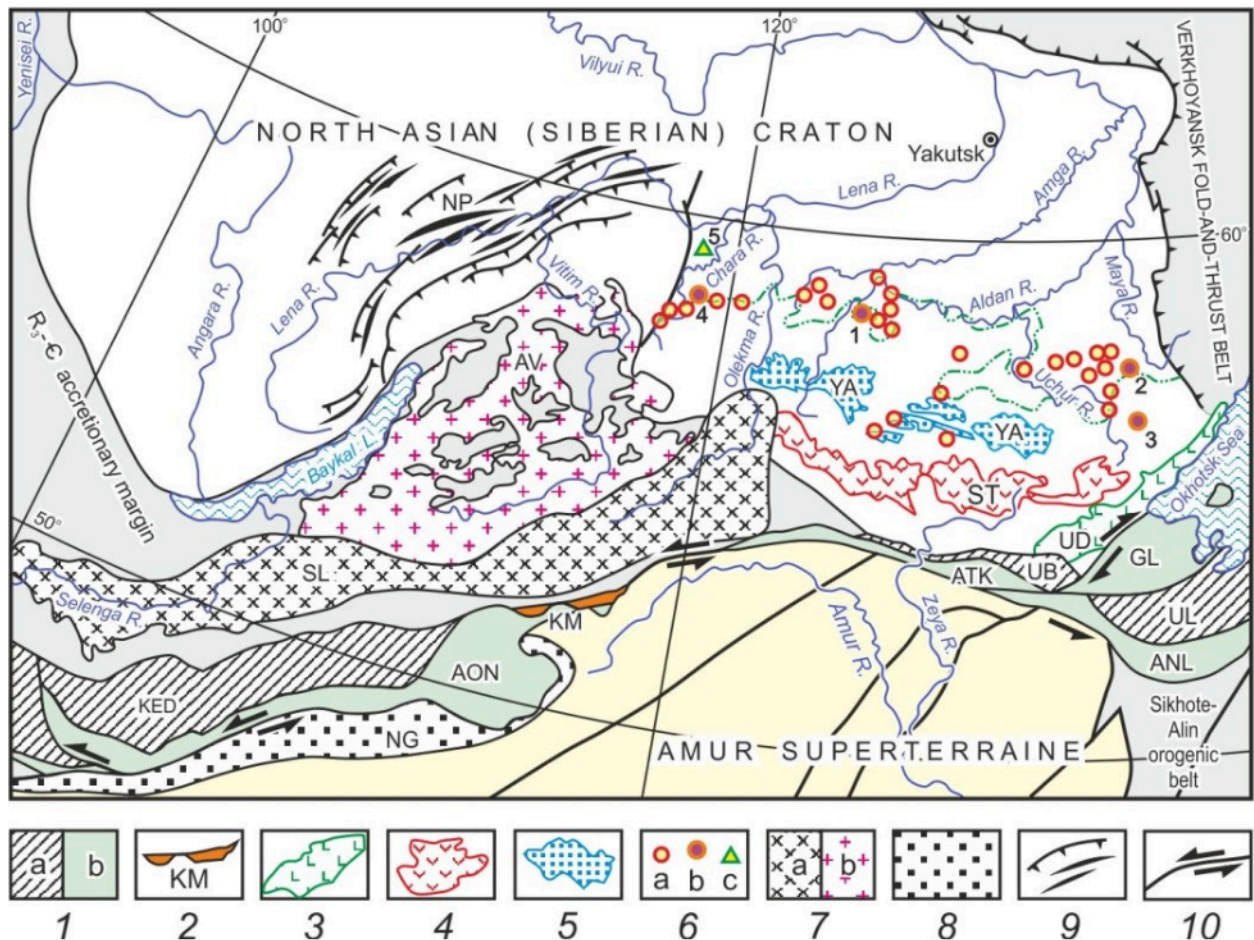 100°
120°
Yenisei R.
Vilyui R.
VERKHOYANSK FOLD-AND-THRUST BELT
NORTH ASIAN (SIBERIAN) CRATON
Yakutsk
Amga R.
Lena R.
NP
60°
5
Chara R.
Maya R.
Angara R.
Lena R.
Vitim R.
4
Aldan R.
1
R₃-Є accretionary margin
Olekma R.
AV
YA
Uchur R.
2
YA
3
Baykal L.
Okhotsk Sea
ST
50°
UD
GL
SL
ATK
UB
Selenga R.
KM
Amur R.
Zeya R.
UL
AON
ANL
KED
Sikhote-
Alin
orogenic
belt
NG
AMUR SUPERTERRAINE
a b
KM
a b c
a b
1 2 3 4 5 6 7 8 9 10